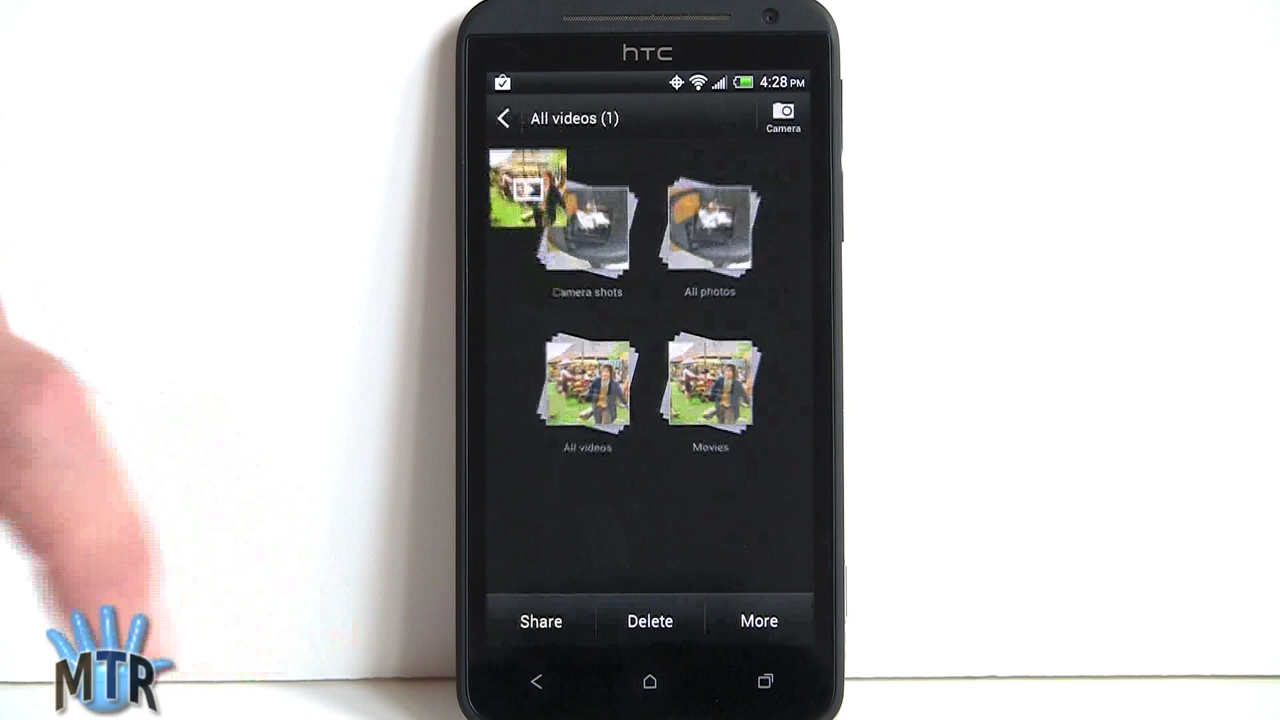 hTC
4:28 PM
All videos (1)
Camera
Camera shots
All photos
All videos
Movies
Share
Delete
More
MTR